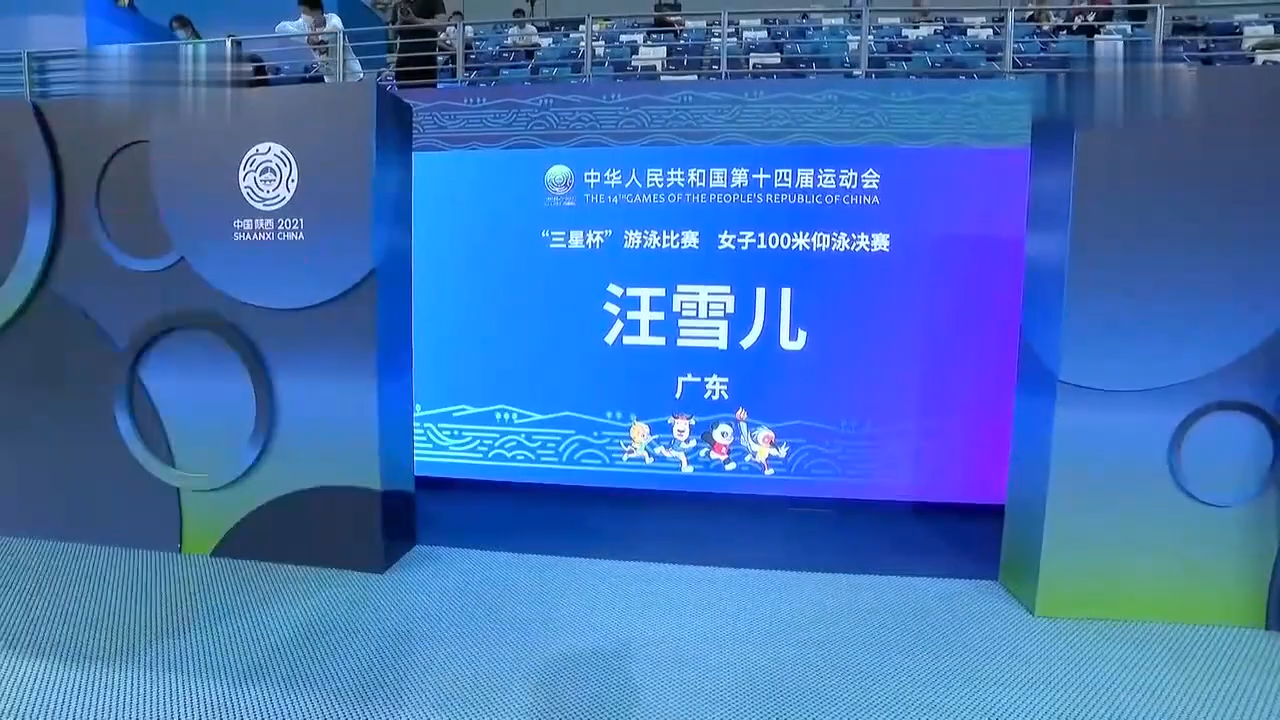 中国 陕西 2021
SHAANXI CHINA
中华人民共和国第十四届运动会
THE 14TH GAMES OF THE PEOPLE'S REPUBLIC OF CHINA
“三星杯”游泳比赛 女子100米仰泳决赛
汪雪儿
广东